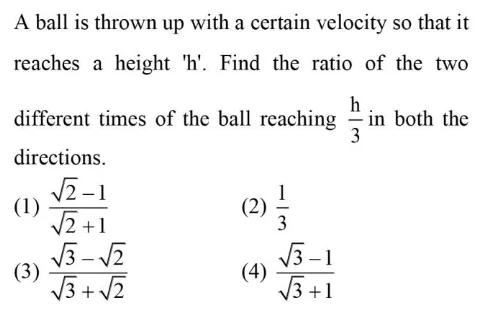 A ball is thrown up with a certain velocity so that it
reaches a height 'h'. Find the ratio of the two
different times of the ball reaching h/3 in both the
directions.
(1) (√2 − 1)/(√2 + 1) (2) 1/3
(3) (√3 − √2)/(√3 + √2) (4) (√3 − 1)/(√3 + 1)